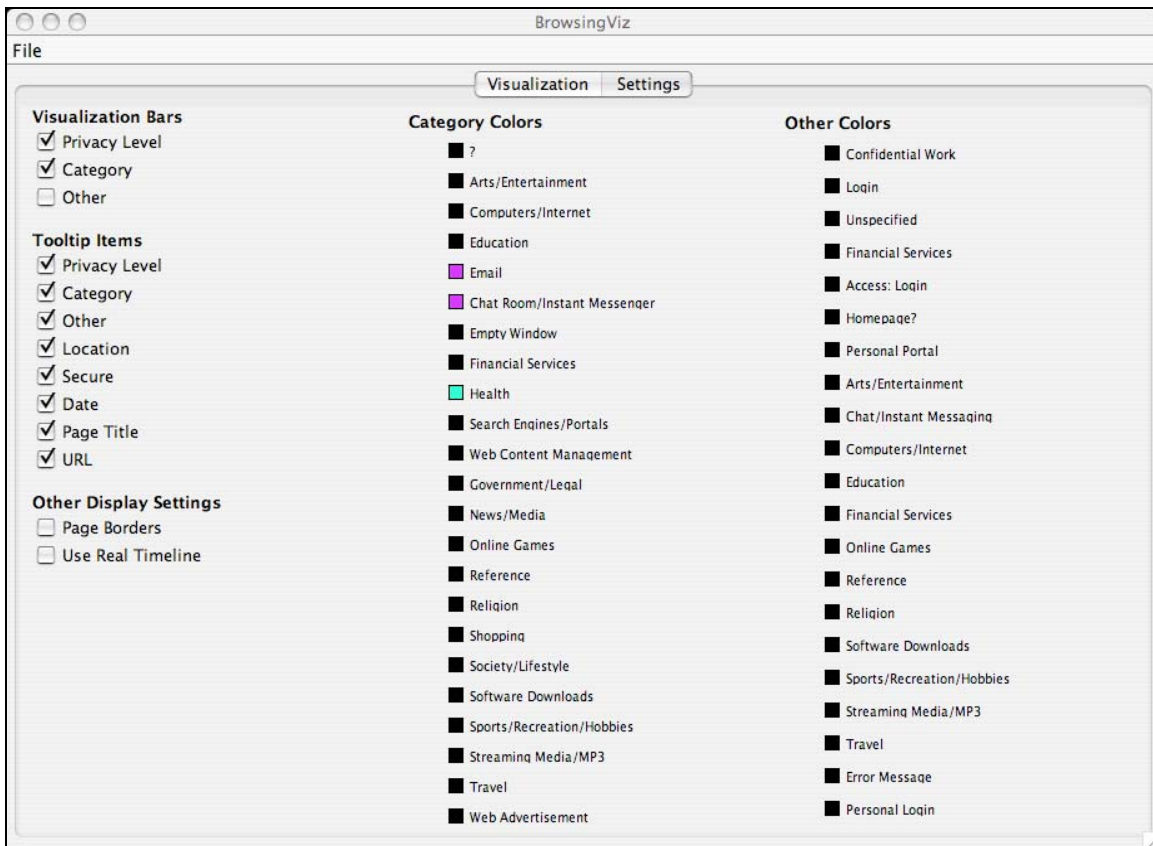 BrowsingViz
File
Visualization Settings
Visualization Bars
Privacy Level
Category
Other
Tooltip Items
Privacy Level
Category
Other
Location
Secure
Date
Page Title
URL
Other Display Settings
Page Borders
Use Real Timeline
Category Colors
?
Arts/Entertainment
Computers/Internet
Education
Email
Chat Room/Instant Messenger
Empty Window
Financial Services
Health
Search Engines/Portals
Web Content Management
Government/Legal
News/Media
Online Games
Reference
Religion
Shopping
Society/Lifestyle
Software Downloads
Sports/Recreation/Hobbies
Streaming Media/MP3
Travel
Web Advertisement
Other Colors
Confidential Work
Login
Unspecified
Financial Services
Access: Login
Homepage?
Personal Portal
Arts/Entertainment
Chat/Instant Messaging
Computers/Internet
Education
Financial Services
Online Games
Reference
Religion
Software Downloads
Sports/Recreation/Hobbies
Streaming Media/MP3
Travel
Error Message
Personal Login